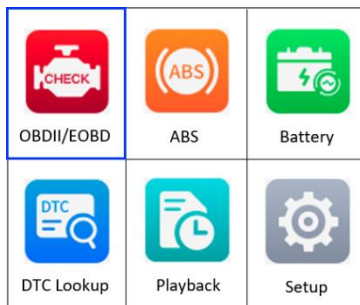 CHECK
ABS
OBDII/EOBD
ABS
Battery
DTC
DTC Lookup
Playback
Setup